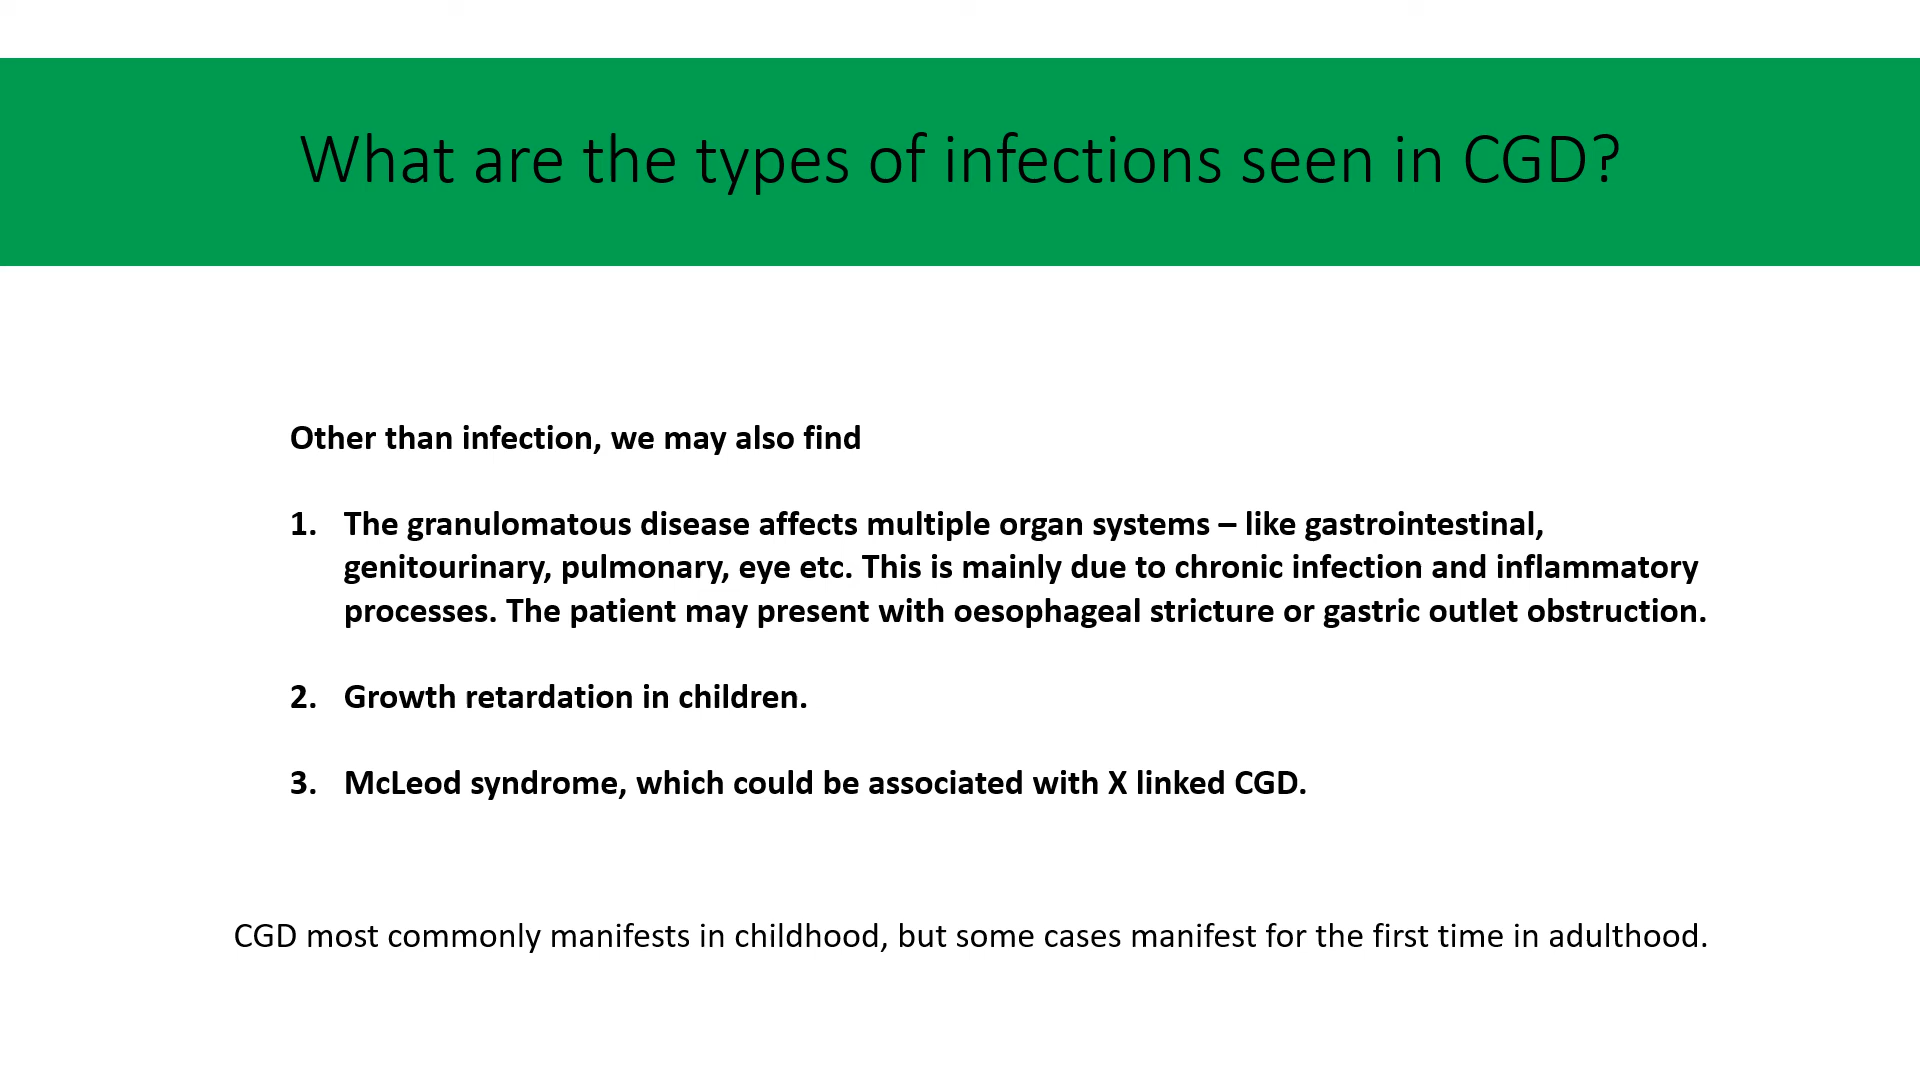 What are the types of infections seen in CGD?
Other than infection, we may also find
1. The granulomatous disease affects multiple organ systems – like gastrointestinal,
genitourinary, pulmonary, eye etc. This is mainly due to chronic infection and inflammatory
processes. The patient may present with oesophageal stricture or gastric outlet obstruction.
2. Growth retardation in children.
3. McLeod syndrome, which could be associated with X linked CGD.
CGD most commonly manifests in childhood, but some cases manifest for the first time in adulthood.